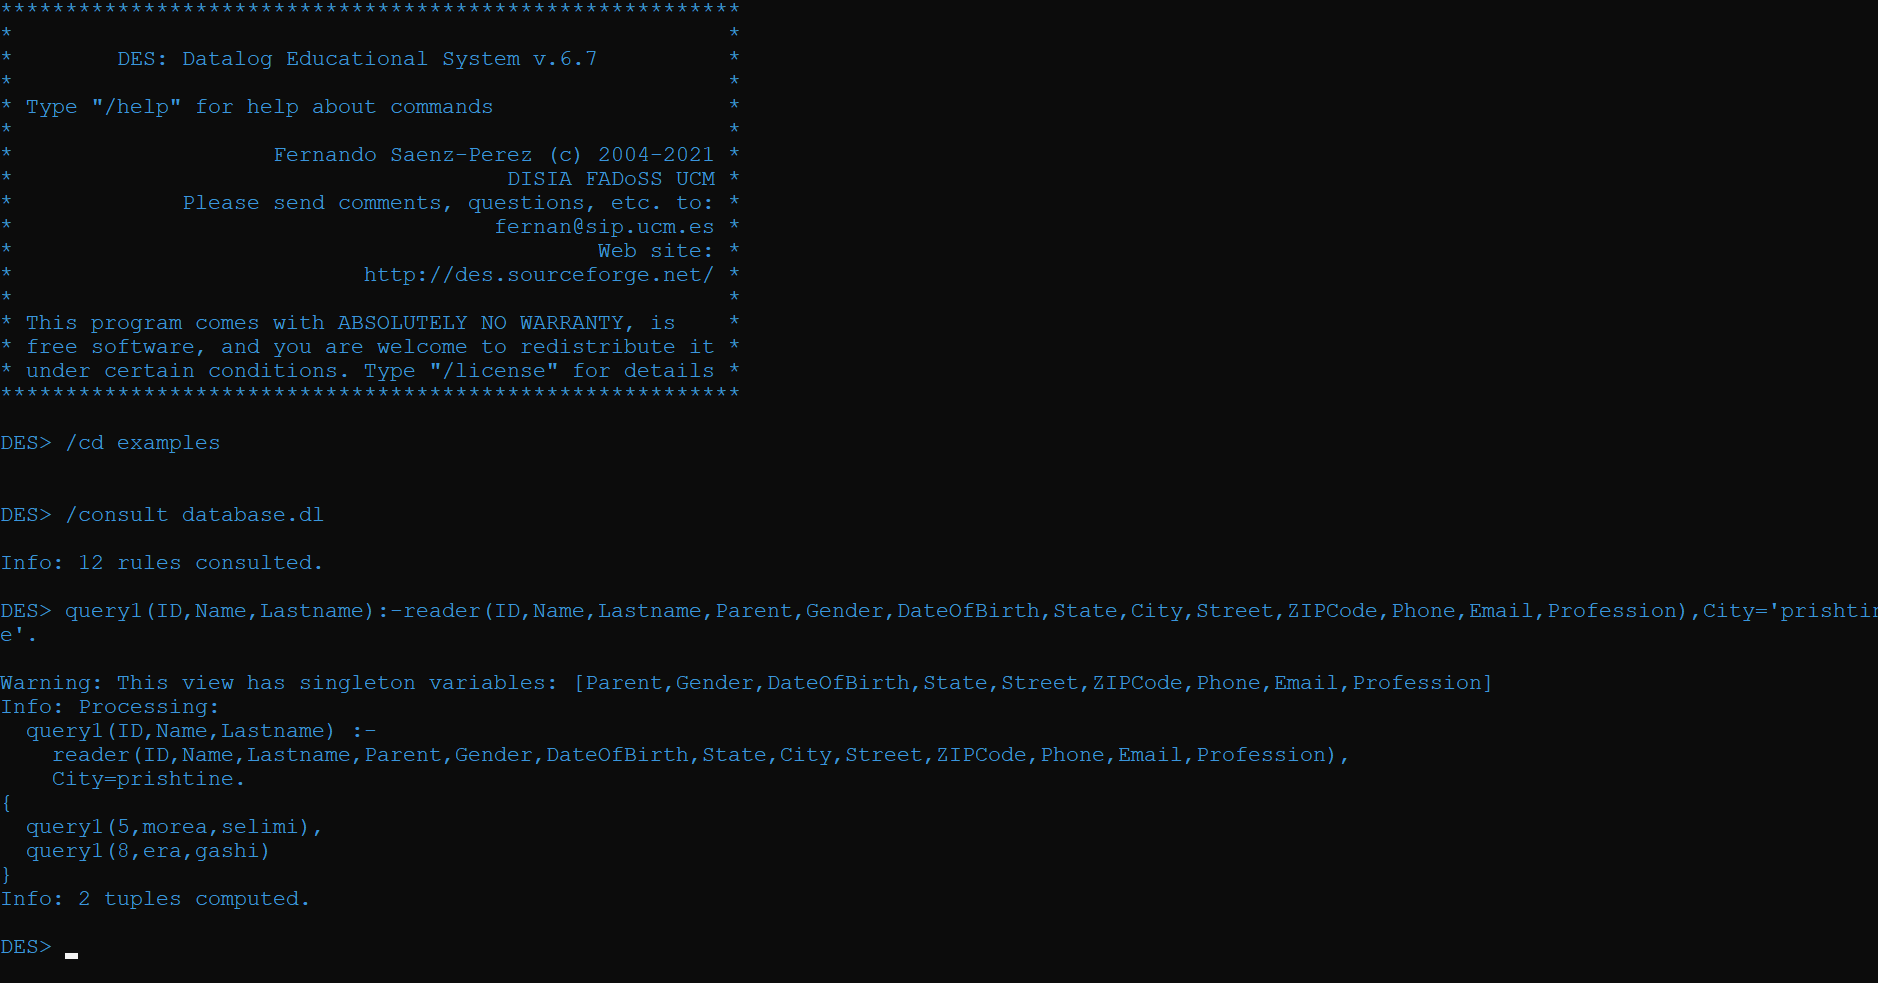 *********************************************************
*                                                       *
*        DES: Datalog Educational System v.6.7          *
*                                                       *
* Type "/help" for help about commands                  *
*                                                       *
*                    Fernando Saenz-Perez (c) 2004-2021 *
*                                      DISIA FADoSS UCM *
*             Please send comments, questions, etc. to: *
*                                     fernan@sip.ucm.es *
*                                             Web site: *
*                           http://des.sourceforge.net/ *
*                                                       *
* This program comes with ABSOLUTELY NO WARRANTY, is    *
* free software, and you are welcome to redistribute it *
* under certain conditions. Type "/license" for details *
*********************************************************
DES> /cd examples
DES> /consult database.dl
Info: 12 rules consulted.
DES> query1(ID,Name,Lastname):-reader(ID,Name,Lastname,Parent,Gender,DateOfBirth,State,City,Street,ZIPCode,Phone,Email,Profession),City='prishtin
e'.
Warning: This view has singleton variables: [Parent,Gender,DateOfBirth,State,Street,ZIPCode,Phone,Email,Profession]
Info: Processing:
  query1(ID,Name,Lastname) :-
    reader(ID,Name,Lastname,Parent,Gender,DateOfBirth,State,City,Street,ZIPCode,Phone,Email,Profession),
    City=prishtine.
{
  query1(5,morea,selimi),
  query1(8,era,gashi)
}
Info: 2 tuples computed.
DES>